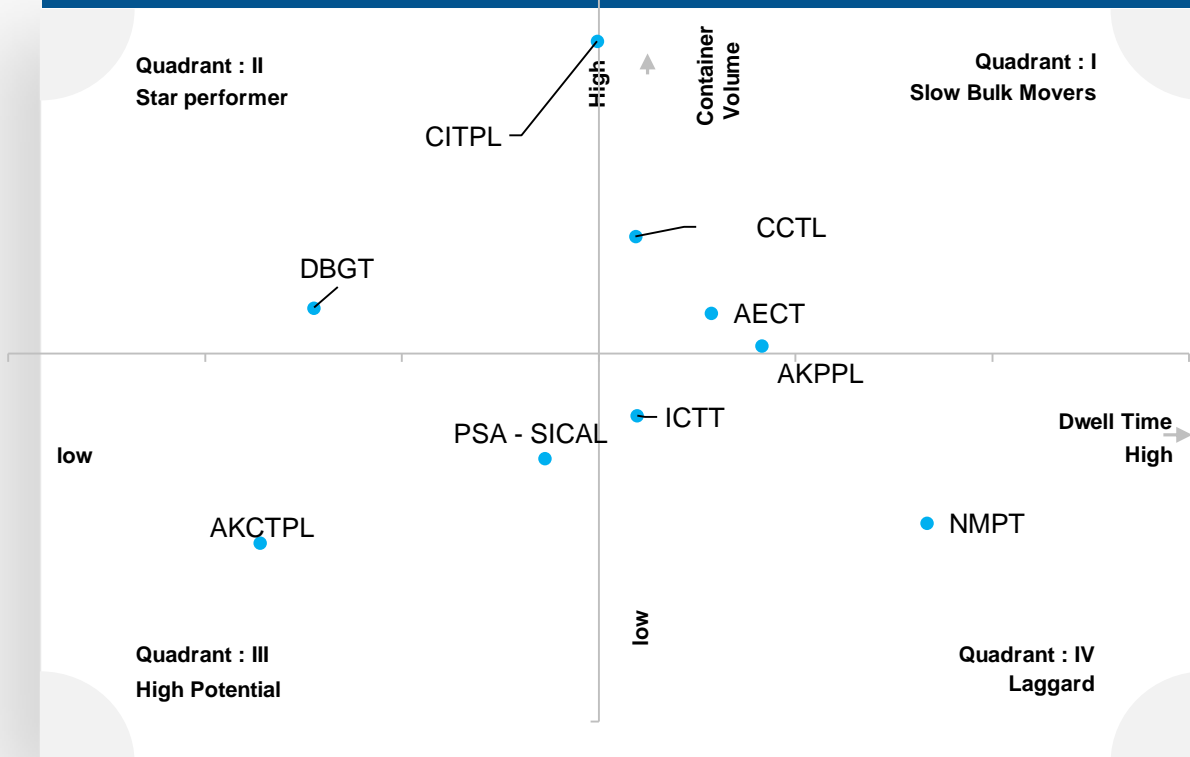 Quadrant : II
Star performer
High
Container
Volume
Quadrant : I
Slow Bulk Movers
CITPL
CCTL
DBGT
AECT
AKPPL
ICTT
PSA - SICAL
Dwell Time
High
low
AKCTPL
NMPT
low
Quadrant : III
High Potential
Quadrant : IV
Laggard